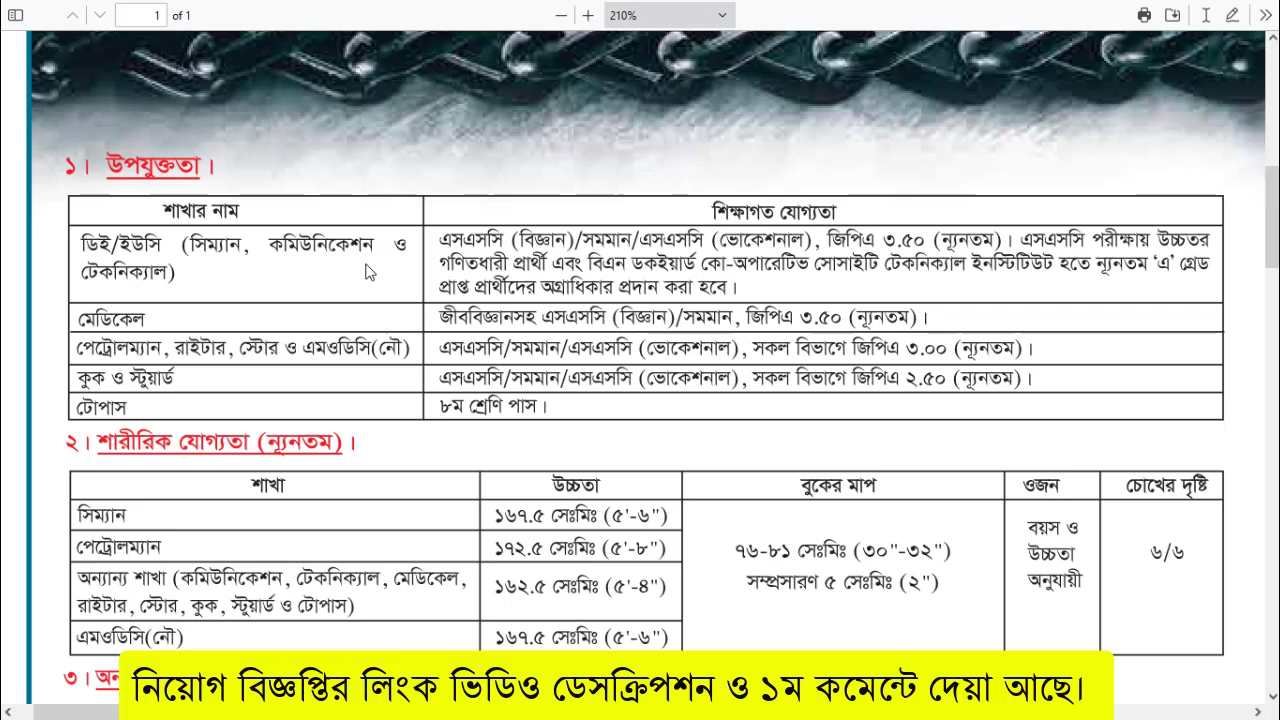 1 of 1
210%
১। উপযুক্ততা।
শাখার নাম
শিক্ষাগত যোগ্যতা
ডিই/ইউসি (সিম্যান, কমিউনিকেশন ও
টেকনিক্যাল)
এসএসসি (বিজ্ঞান)/সমমান/এসএসসি (ভোকেশনাল), জিপিএ ৩.৫০ (ন্যূনতম)। এসএসসি পরীক্ষায় উচ্চতর
গণিতধারী প্রার্থী এবং বিএন ডকইয়ার্ড কো-অপারেটিভ সোসাইটি টেকনিক্যাল ইনস্টিটিউট হতে ন্যূনতম ‘এ’ গ্রেড
প্রাপ্ত প্রার্থীদের অগ্রাধিকার প্রদান করা হবে।
মেডিকেল
জীববিজ্ঞানসহ এসএসসি (বিজ্ঞান)/সমমান, জিপিএ ৩.৫০ (ন্যূনতম)।
পেট্রোলম্যান, রাইটার, স্টোর ও এমওডিসি(নৌ)
এসএসসি/সমমান/এসএসসি (ভোকেশনাল), সকল বিভাগে জিপিএ ৩.০০ (ন্যূনতম)।
কুক ও স্টুয়ার্ড
এসএসসি/সমমান/এসএসসি (ভোকেশনাল), সকল বিভাগে জিপিএ ২.৫০ (ন্যূনতম)।
টোপাস
৮ম শ্রেণি পাস।
২। শারীরিক যোগ্যতা (ন্যূনতম)।
শাখা
উচ্চতা
বুকের মাপ
ওজন
চোখের দৃষ্টি
সিম্যান
১৬৭.৫ সেঃমিঃ (৫'-৬")
পেট্রোলম্যান
১৭২.৫ সেঃমিঃ (৫'-৮")
অন্যান্য শাখা (কমিউনিকেশন, টেকনিক্যাল, মেডিকেল,
রাইটার, স্টোর, কুক, স্টুয়ার্ড ও টোপাস)
১৬২.৫ সেঃমিঃ (৫'-৪")
এমওডিসি(নৌ)
১৬৭.৫ সেঃমিঃ (৫'-৬")
৭৬-৮১ সেঃমিঃ (৩০"-৩২")
সম্প্রসারণ ৫ সেঃমিঃ (২")
বয়স ও
উচ্চতা
অনুযায়ী
৬/৬
৩।
নিয়োগ বিজ্ঞপ্তির লিংক ভিডিও ডেসক্রিপশন ও ১ম কমেন্টে দেয়া আছে।